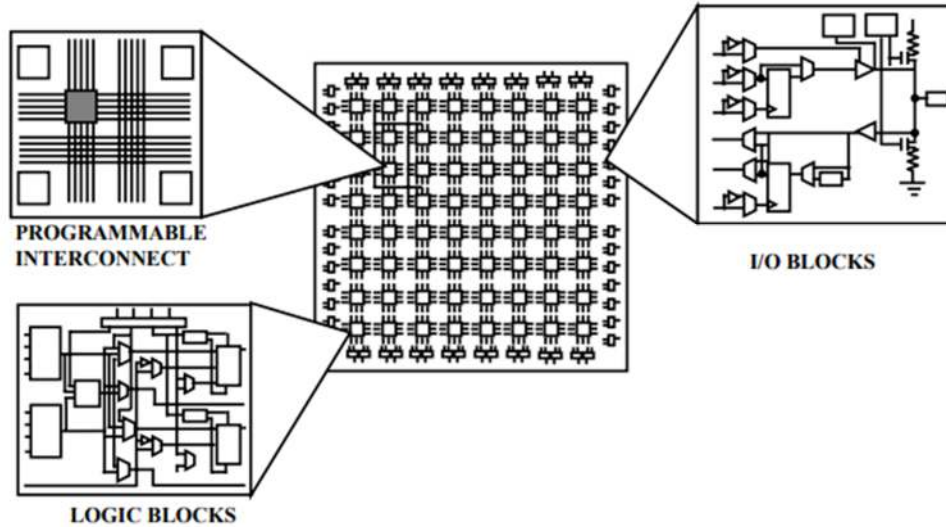 PROGRAMMABLE
INTERCONNECT
I/O BLOCKS
LOGIC BLOCKS